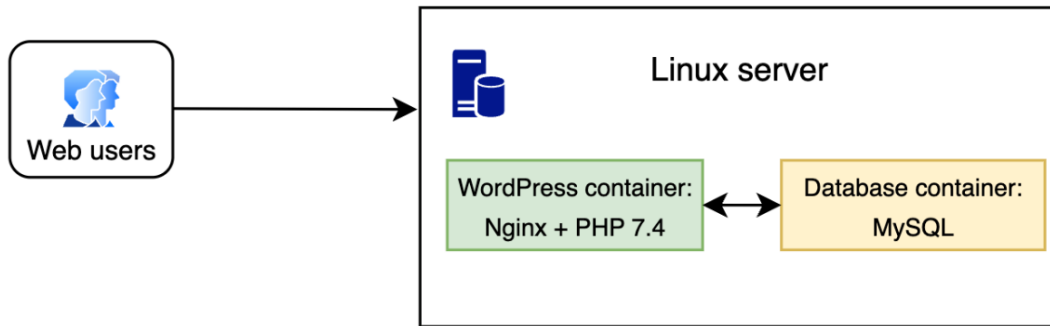 Linux server
Web users
WordPress container:
Nginx + PHP 7.4
Database container:
MySQL